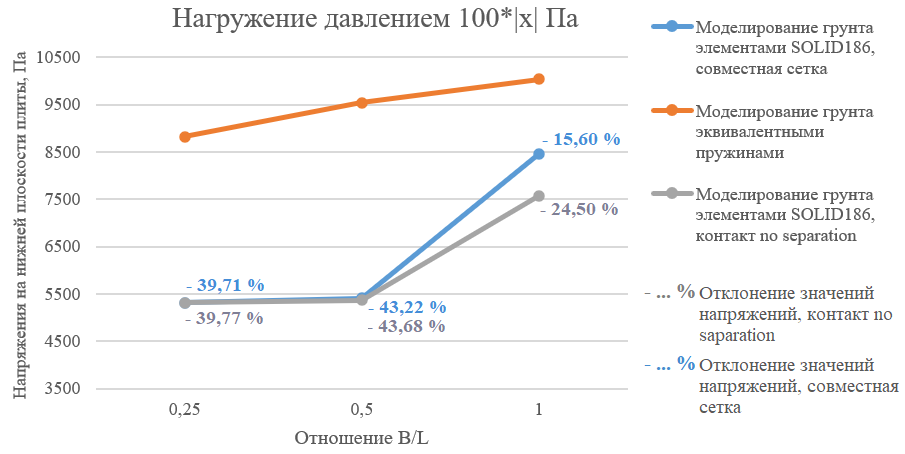 Нагружение давлением 100*|x| Па
Напряжения на нижней плоскости плиты, Па
10500
9500
8500
7500
6500
5500
4500
3500
- 39,71 %
- 39,77 %
- 43,22 %
- 43,68 %
- 15,60 %
- 24,50 %
0,25
0,5
1
Отношение B/L
Моделирование грунта
элементами SOLID186,
совместная сетка
Моделирование грунта
эквивалентными
пружинами
Моделирование грунта
элементами SOLID186,
контакт no separation
- ... % Отклонение значений
напряжений, контакт no
saparation
- ... % Отклонение значений
напряжений, совместная
сетка